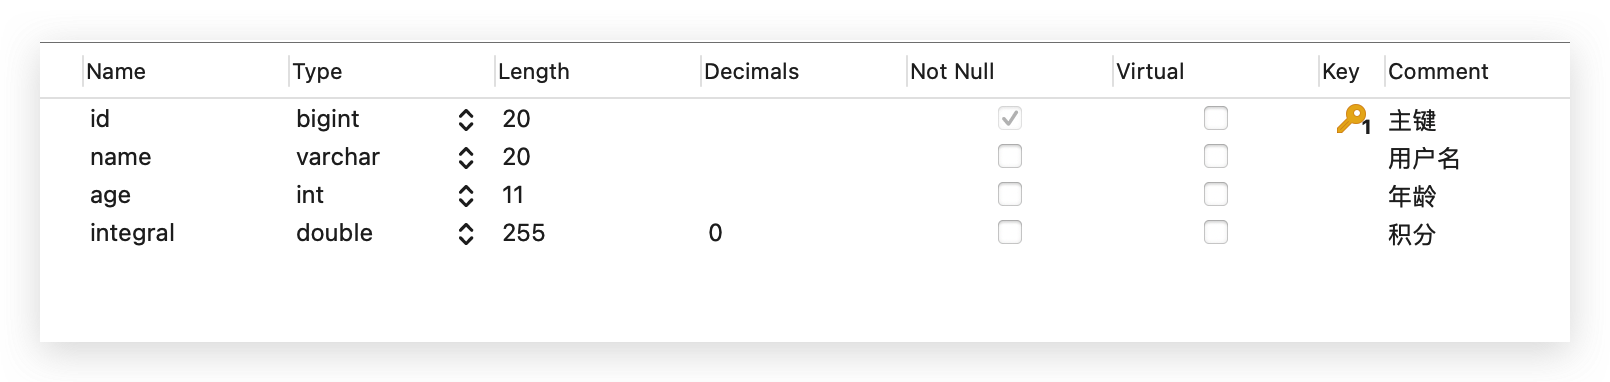 Name Type Length Decimals Not Null Virtual Key Comment
id bigint 20 1 主键
name varchar 20 用户名
age int 11 年龄
integral double 255 0 积分